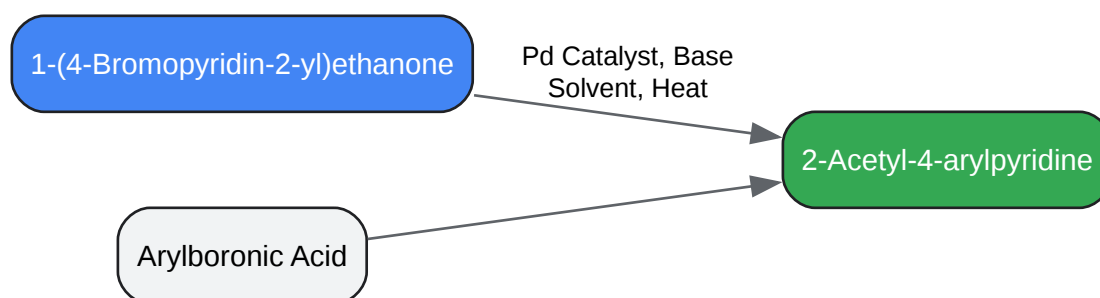 1-(4-Bromopyridin-2-yl)ethanone
Pd Catalyst, Base
Solvent, Heat
2-Acetyl-4-arylpyridine
Arylboronic Acid